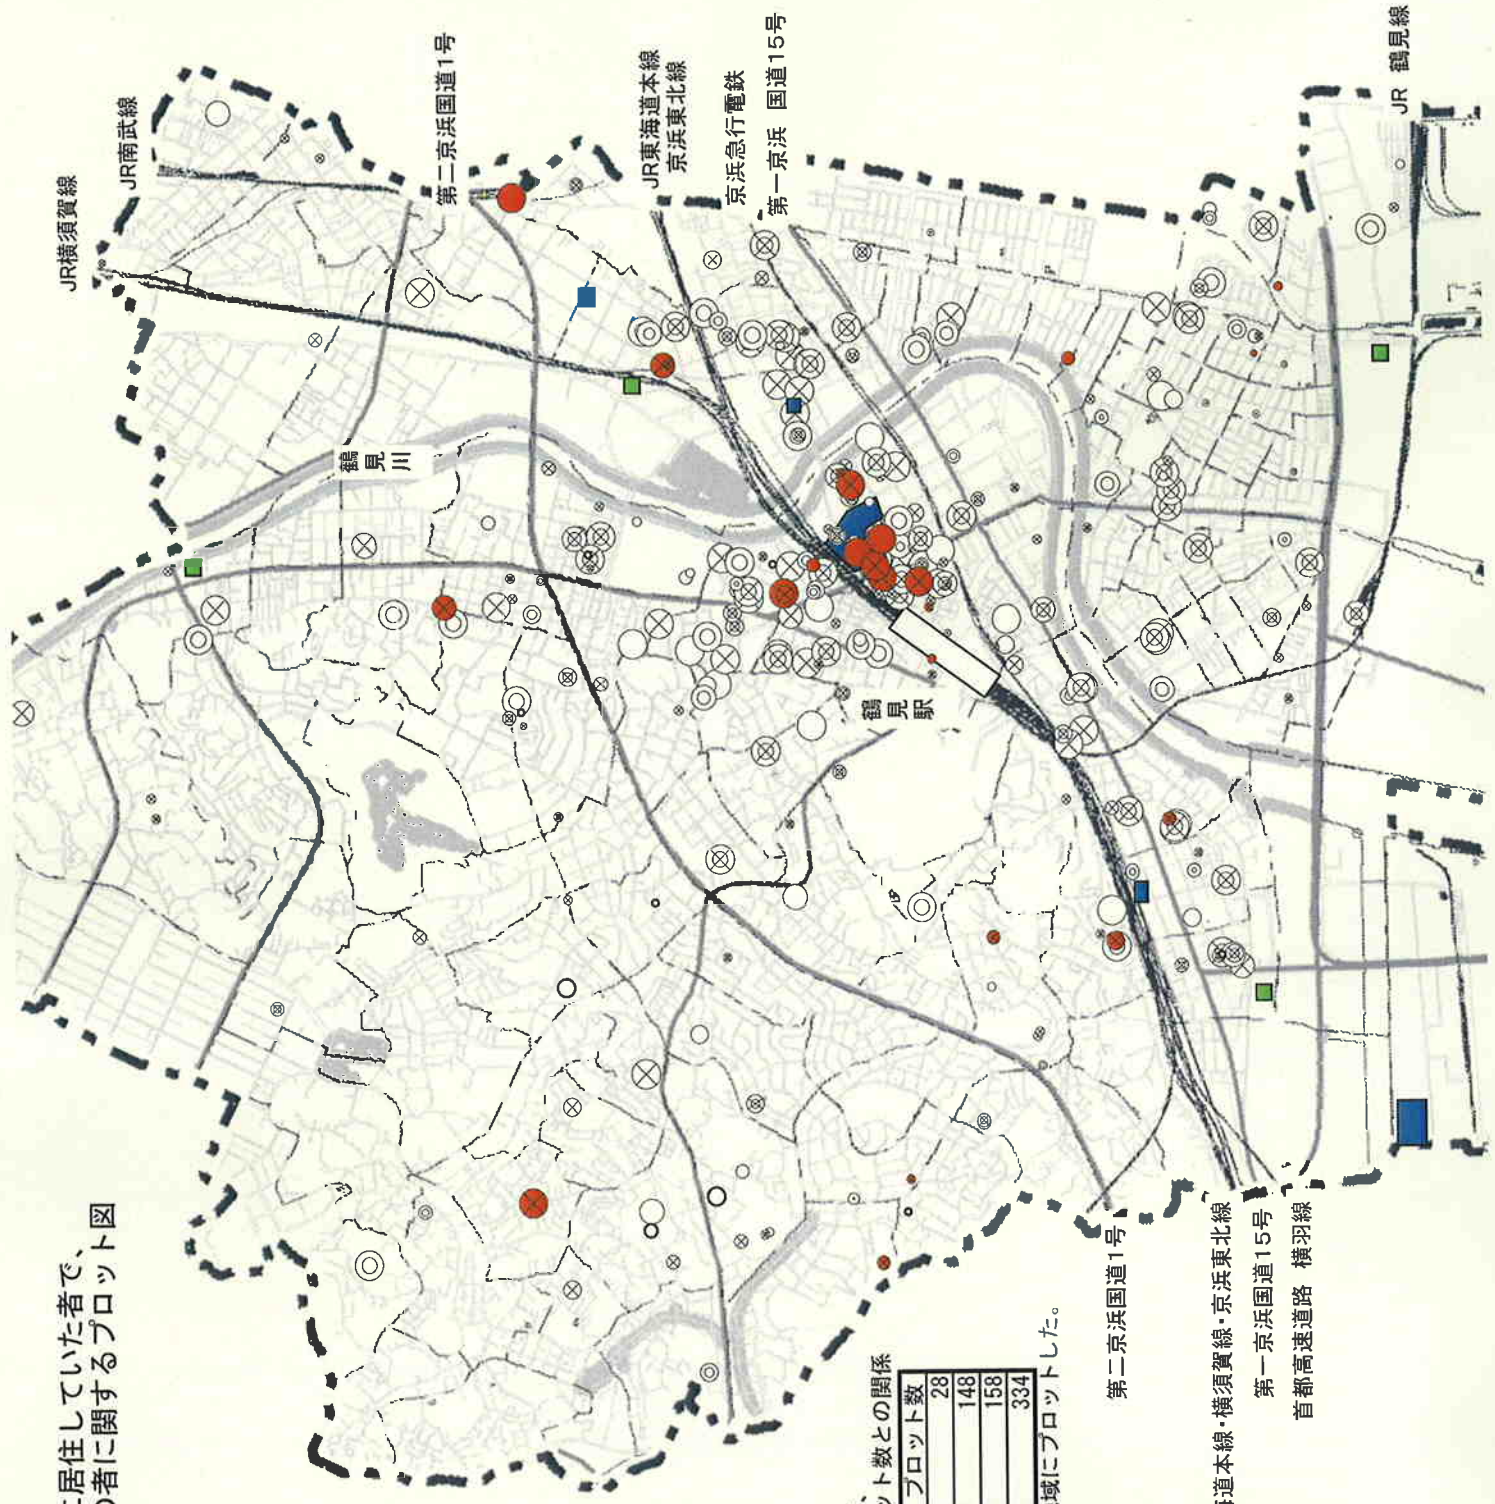 に居住していた者で、
の者に関するプロット図
JR横須賀線
JR南武線
第二京浜国道1号
JR東海道本線
京浜東北線
京浜急行電鉄
第一京浜 国道15号
JR 鶴見線
鶴見川
鶴見駅
ット数との関係
プロット数
28
148
158
334
域にプロットした。
第二京浜国道1号
海道本線・横須賀線・京浜東北線
第一京浜国道15号
首都高速道路 横羽線